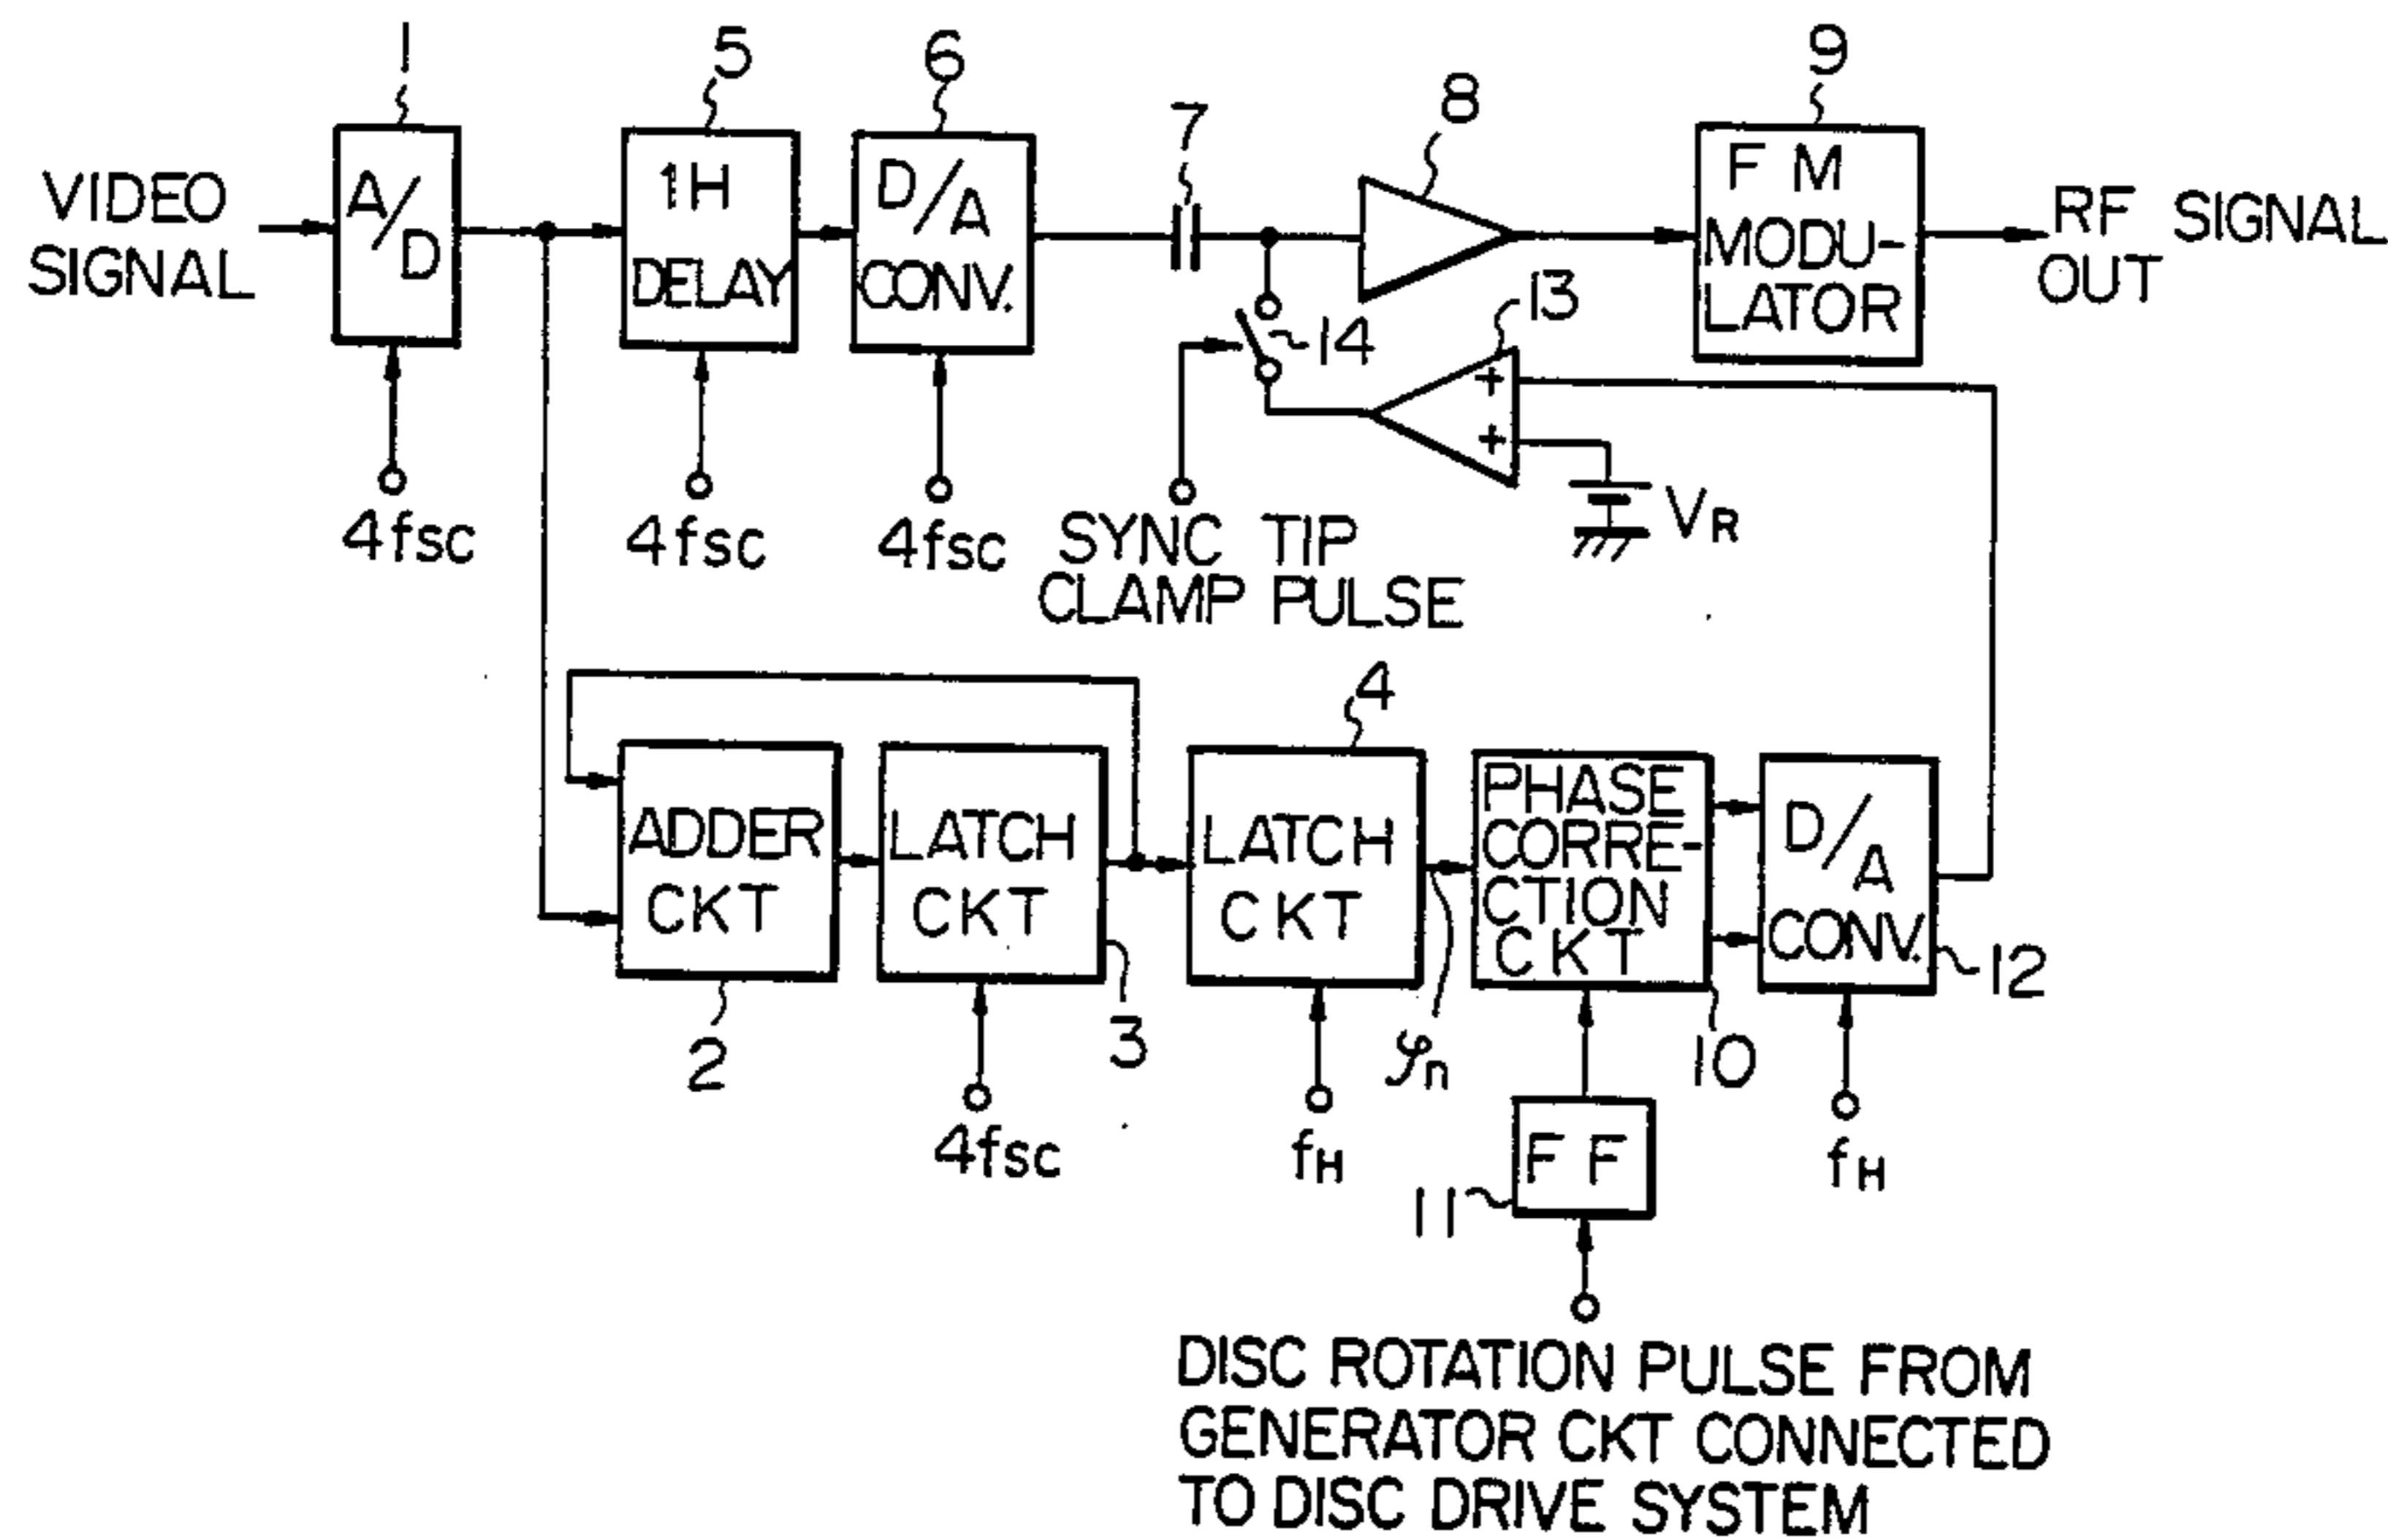 1
5
6
7
8
9
VIDEO
SIGNAL
A/D
1H
DELAY
D/A
CONV.
FM
MODU-
LATOR
RF SIGNAL
OUT
13
14
+
+
VR
4fsc
4fsc
4fsc
SYNC TIP
CLAMP PULSE
4
ADDER
CKT
LATCH
CKT
LATCH
CKT
PHASE
CORRE-
CTION
CKT
D/A
CONV.
12
2
3
φn
10
4fsc
fH
FF
fH
11
DISC ROTATION PULSE FROM
GENERATOR CKT CONNECTED
TO DISC DRIVE SYSTEM